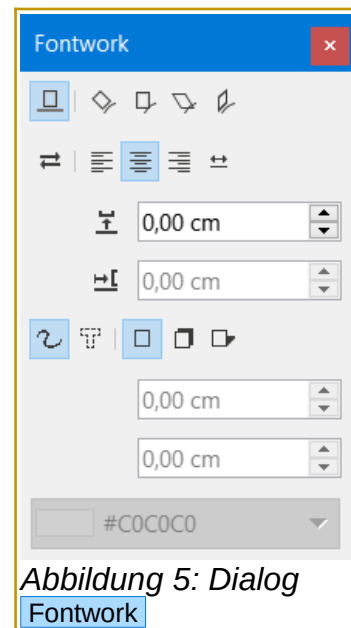 Fontwork
0,00 cm
0,00 cm
0,00 cm
0,00 cm
#C0C0C0
Abbildung 5: Dialog
Fontwork